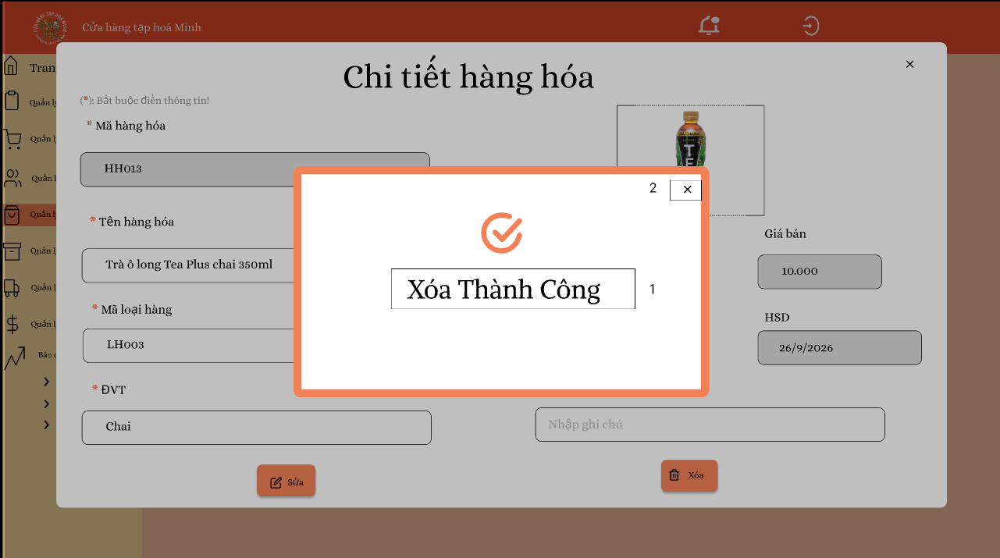 Cửa hàng tạp hoá Minh
Chi tiết hàng hóa
(*): Bắt buộc điền thông tin!
* Mã hàng hóa
HH013
* Tên hàng hóa
Trà ô long Tea Plus chai 350ml
* Mã loại hàng
LH003
* ĐVT
Chai
Giá bán
10.000
HSD
26/9/2026
Nhập ghi chú
Sửa
Xóa
2
Xóa Thành Công
1
Tran
Quản lý
Quản l
Quản l
Quản lý
Quản l
Quản l
Quản l
Báo c